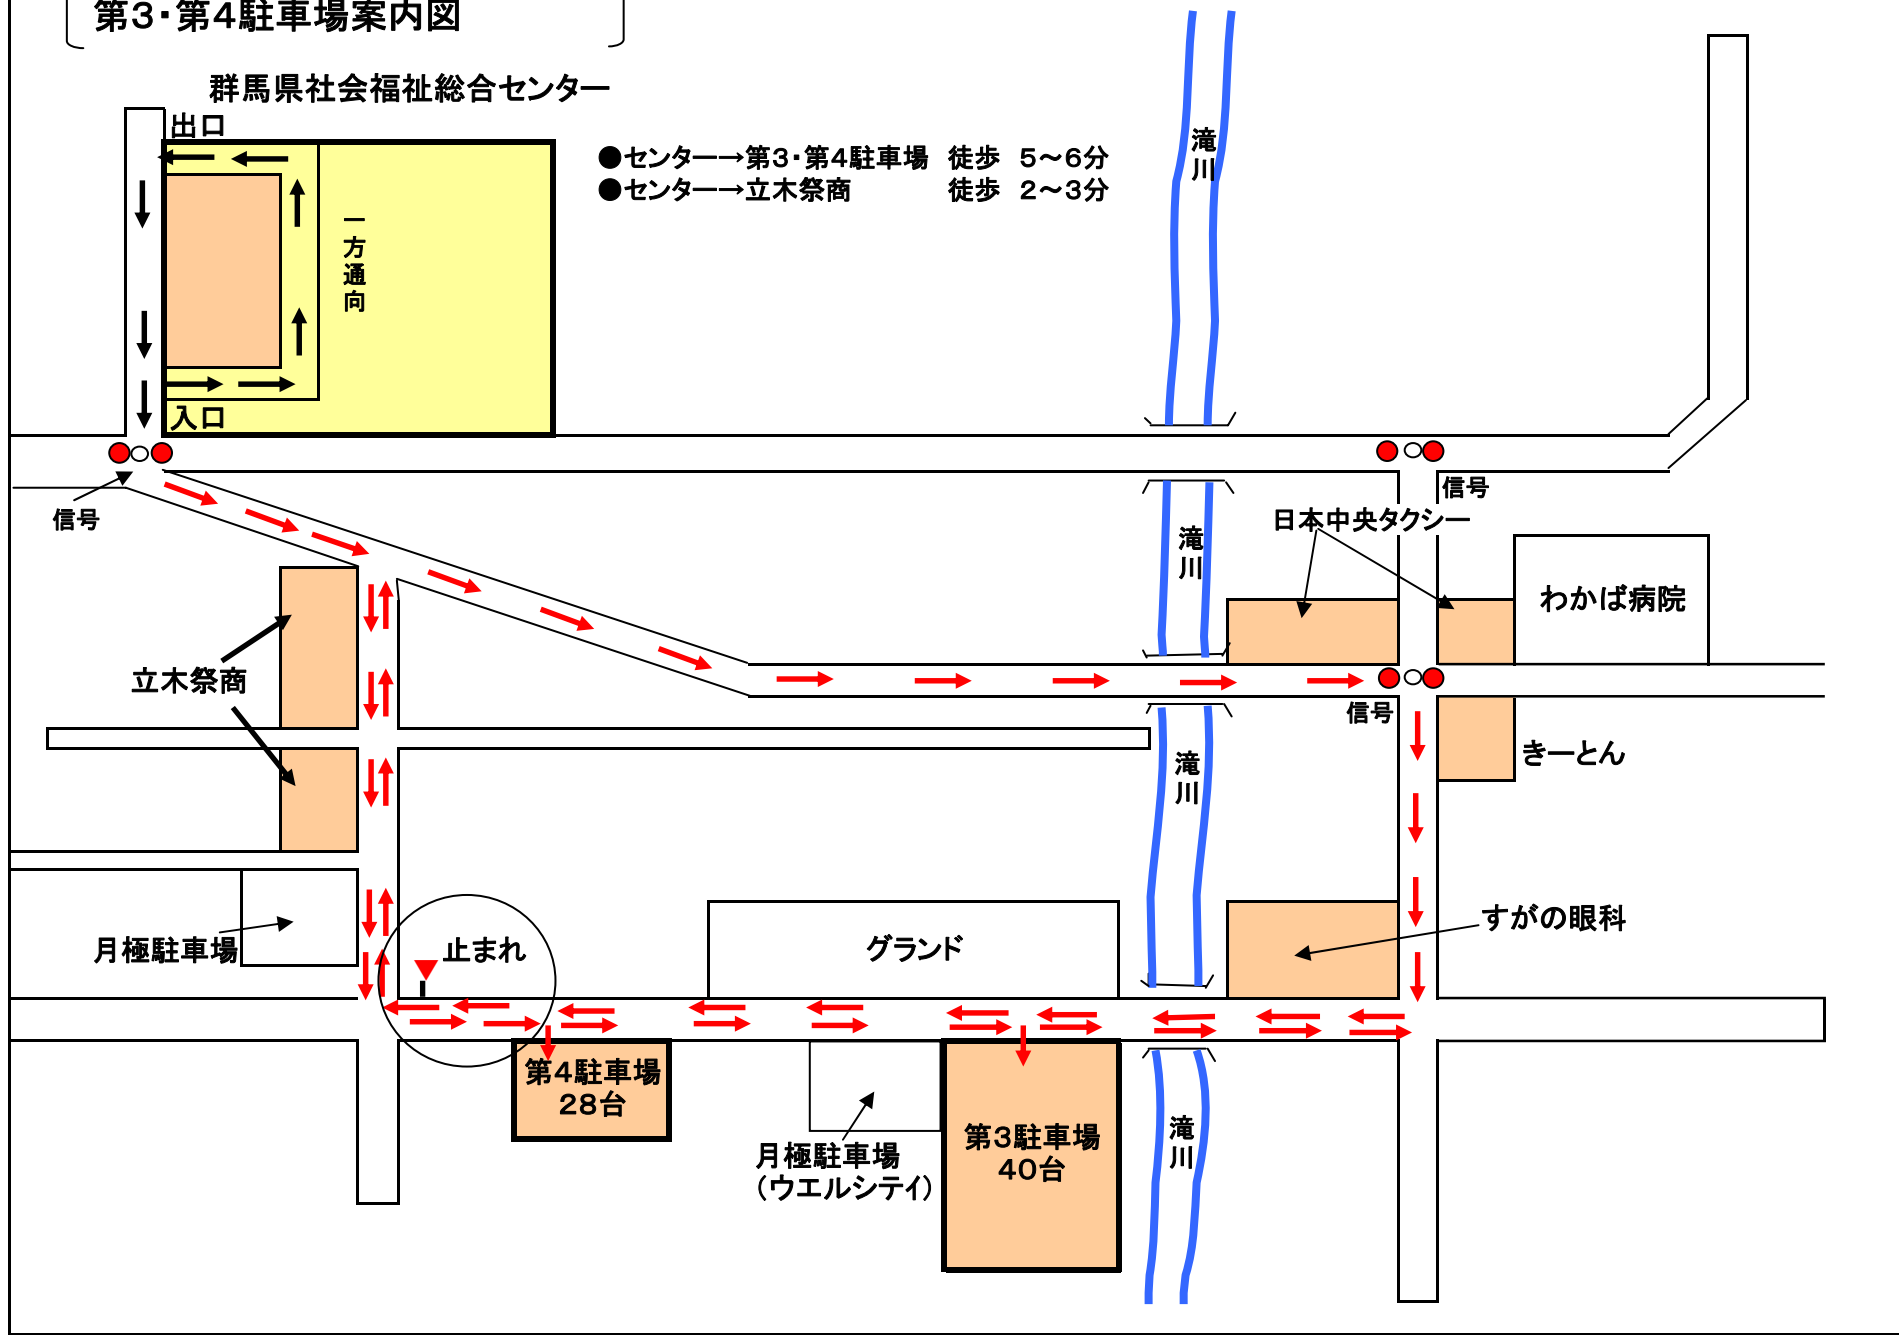 第3・第4駐車場案内図
群馬県社会福祉総合センター
出口
●センター→第3・第4駐車場 徒歩 5～6分
●センター→立木祭商 徒歩 2～3分
滝川
一方通向
入口
信号
信号
日本中央タクシー
滝川
わかば病院
立木祭商
信号
きーとん
滝川
すがの眼科
月極駐車場
止まれ
グランド
第4駐車場
28台
月極駐車場
（ウエルシテイ）
第3駐車場
40台
滝川